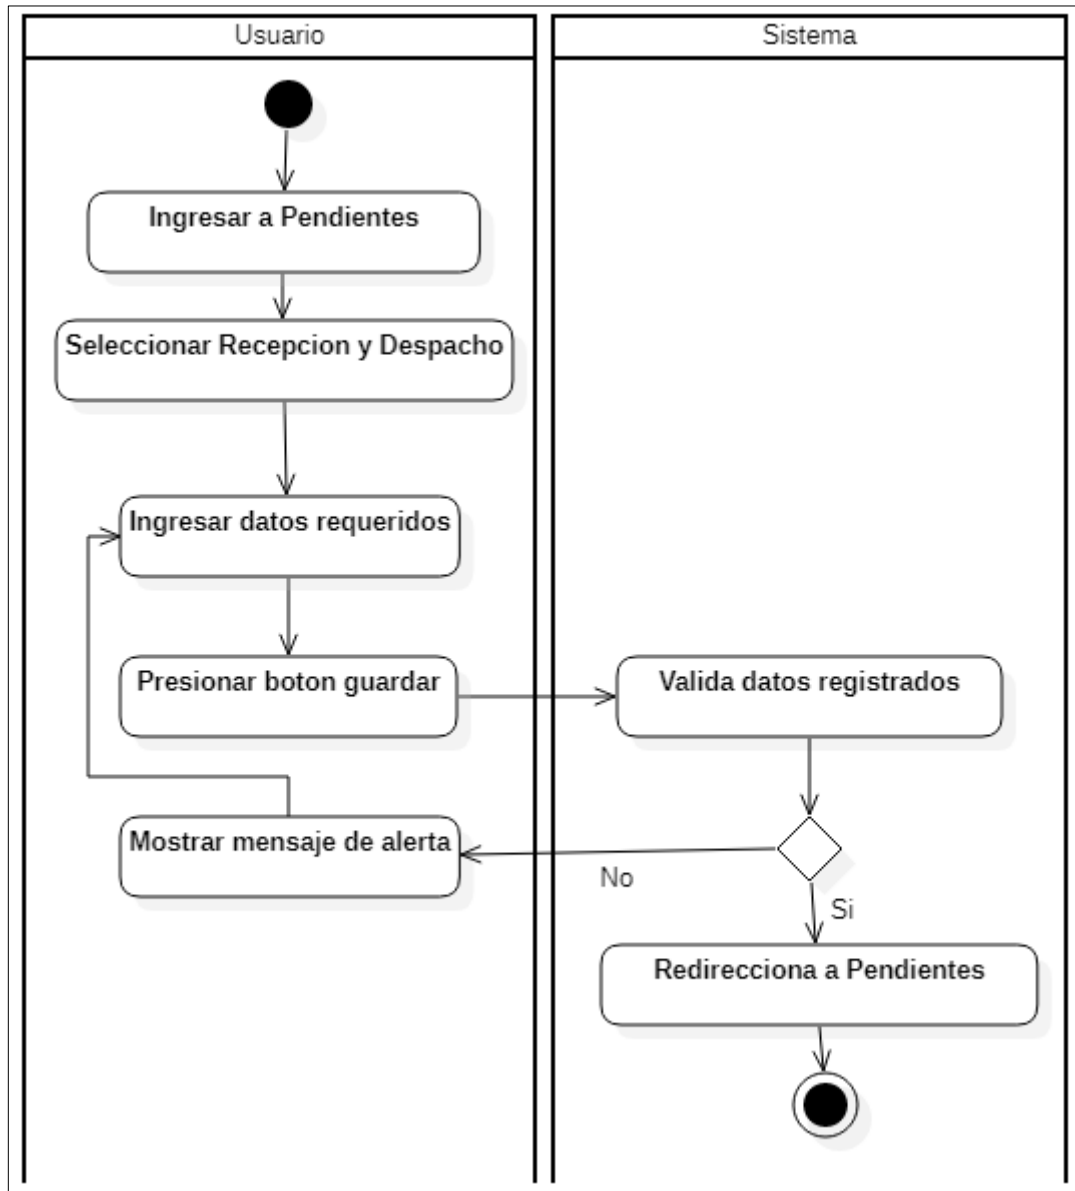 Usuario
Sistema
Ingresar a Pendientes
Seleccionar Recepcion y Despacho
Ingresar datos requeridos
Presionar boton guardar
Valida datos registrados
Mostrar mensaje de alerta
No
Si
Redirecciona a Pendientes